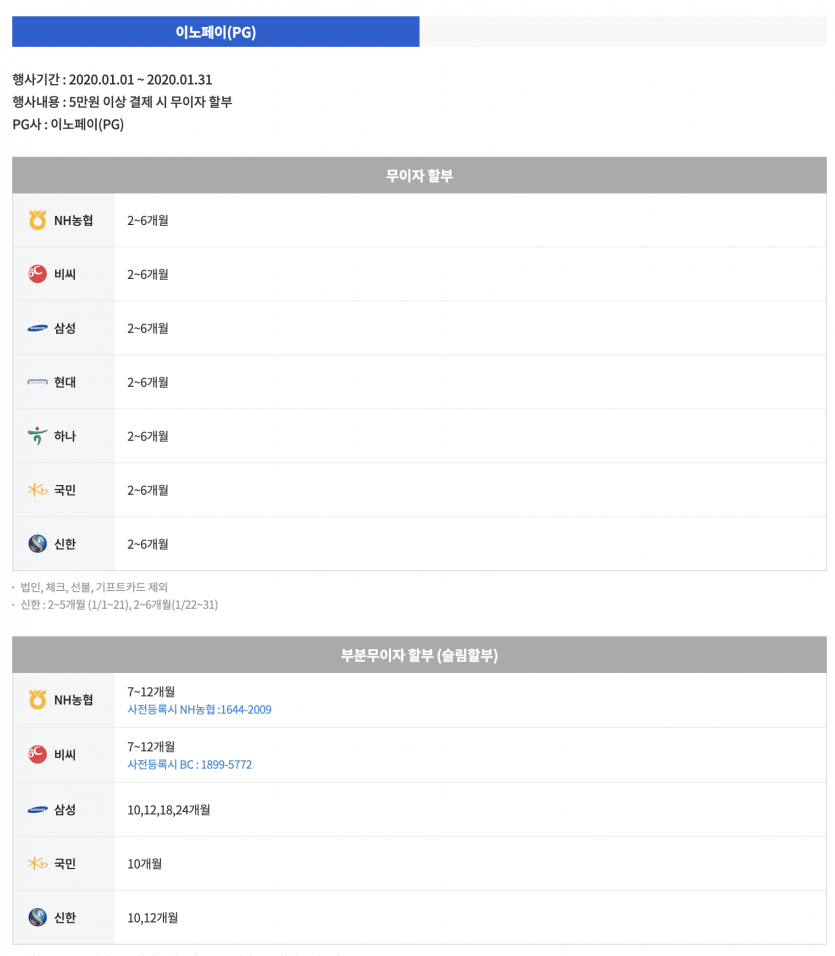 이노페이(PG)
행사기간 : 2020.01.01 ~ 2020.01.31
행사내용 : 5만원 이상 결제 시 무이자 할부
PG사 : 이노페이(PG)
무이자 할부
NH농협 2~6개월
비씨 2~6개월
삼성 2~6개월
현대 2~6개월
하나 2~6개월
국민 2~6개월
신한 2~6개월
· 법인, 체크, 선불, 기프트카드 제외
· 신한 : 2~5개월 (1/1~21), 2~6개월(1/22~31)
부분무이자 할부 (슬림할부)
NH농협 7~12개월
사전등록시 NH농협 :1644-2009
비씨 7~12개월
사전등록시 BC : 1899-5772
삼성 10,12,18,24개월
국민 10개월
신한 10,12개월